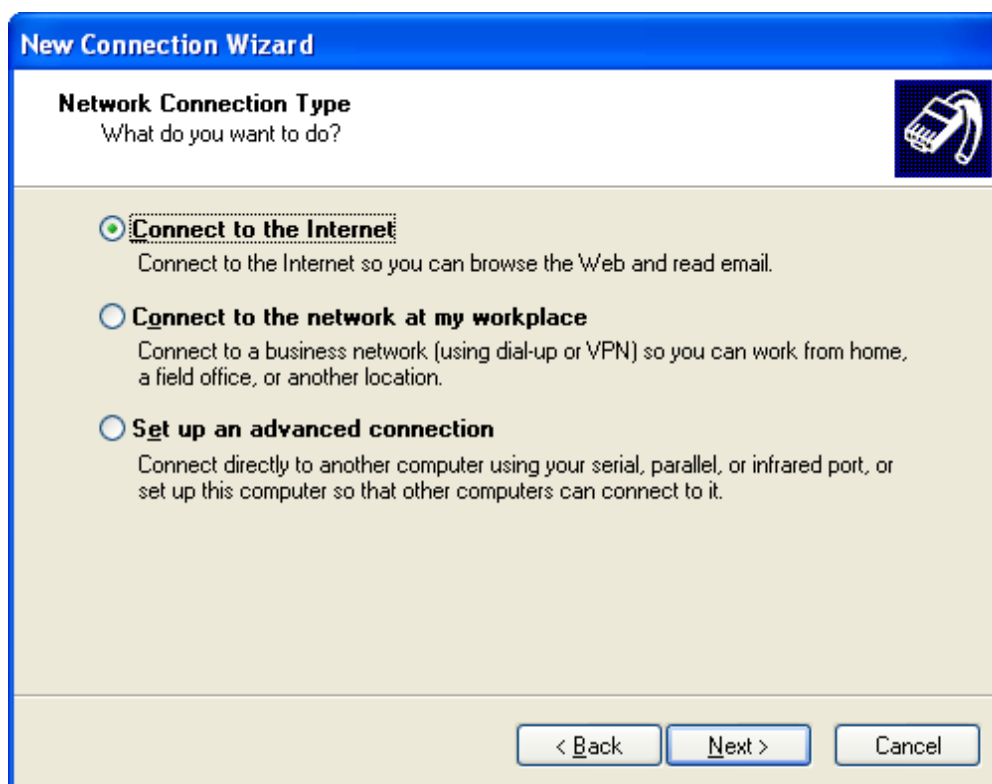 New Connection Wizard
Network Connection Type
What do you want to do?
Connect to the Internet
Connect to the Internet so you can browse the Web and read email.
Connect to the network at my workplace
Connect to a business network (using dial-up or VPN) so you can work from home,
a field office, or another location.
Set up an advanced connection
Connect directly to another computer using your serial, parallel, or infrared port, or
set up this computer so that other computers can connect to it.
< Back
Next >
Cancel